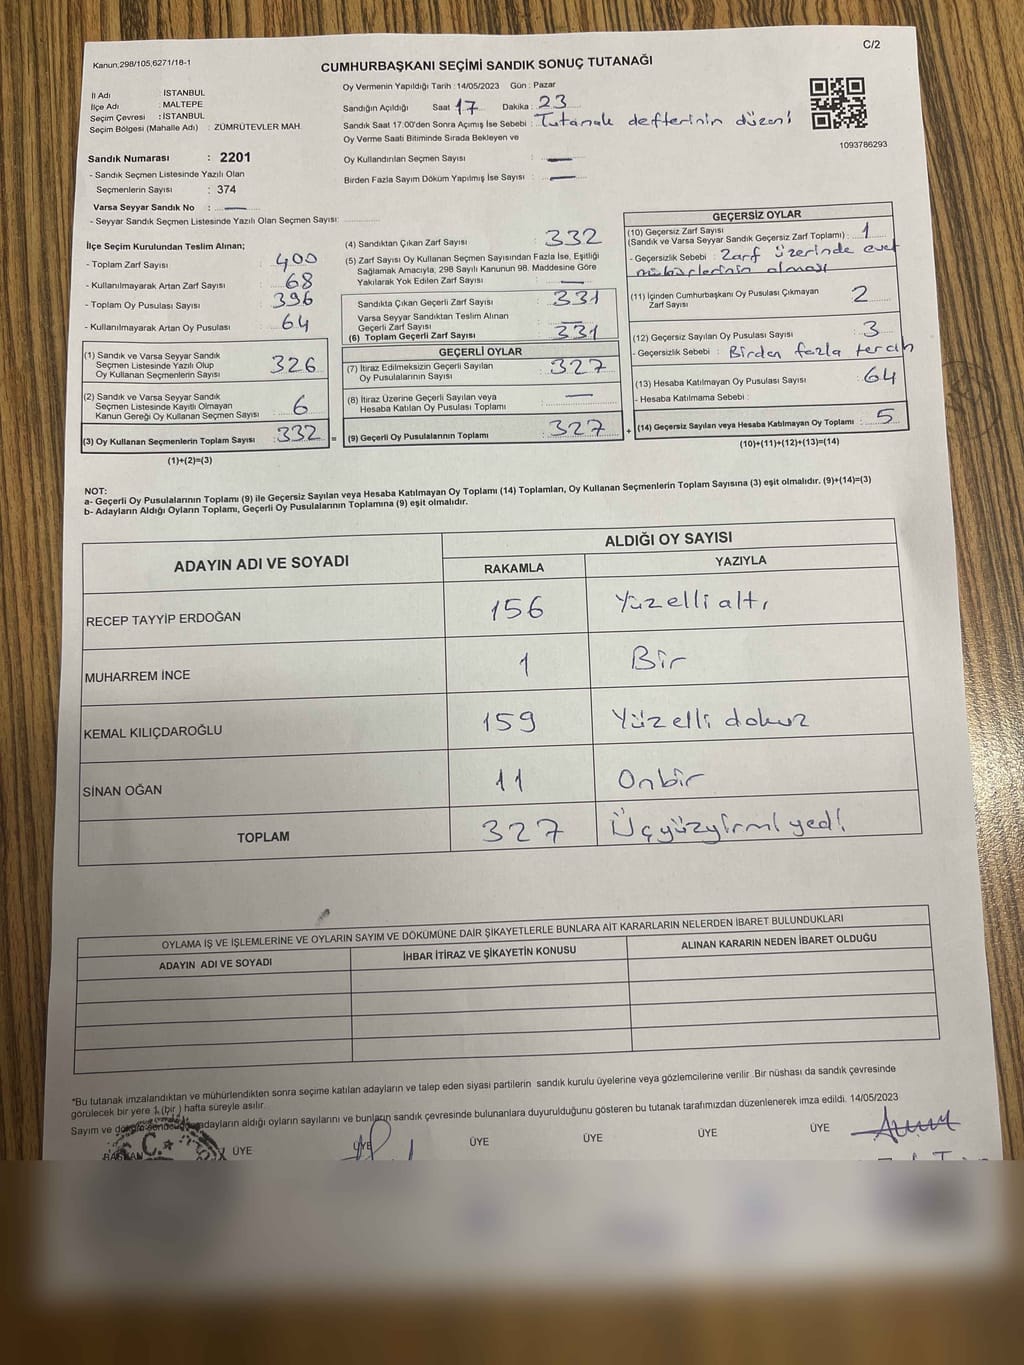 C/2
Kanun;298/105,6271/18-1
CUMHURBAŞKANI SEÇİMİ SANDIK SONUÇ TUTANAĞI
İl Adı : İSTANBUL
İlçe Adı : MALTEPE
Seçim Çevresi : İSTANBUL
Seçim Bölgesi (Mahalle Adı) : ZÜMRÜTEVLER MAH.
Oy Vermenin Yapıldığı Tarih : 14/05/2023 Gün : Pazar
Sandığın Açıldığı Saat 17 Dakika : 23
Sandık Saat 17:00'den Sonra Açımış İse Sebebi : Tutanak defterinin düzeni
Oy Verme Saati Bitiminde Sırada Bekleyen ve
Oy Kullandırılan Seçmen Sayısı : —
Birden Fazla Sayım Döküm Yapılmış İse Sayısı : —
1093786293
Sandık Numarası : 2201
- Sandık Seçmen Listesinde Yazılı Olan
Seçmenlerin Sayısı : 374
Varsa Seyyar Sandık No : —
- Seyyar Sandık Seçmen Listesinde Yazılı Olan Seçmen Sayısı:
İlçe Seçim Kurulundan Teslim Alınan;
- Toplam Zarf Sayısı : 400
- Kullanılmayarak Artan Zarf Sayısı : 68
- Toplam Oy Pusulası Sayısı : 396
- Kullanılmayarak Artan Oy Pusulası : 64
(1) Sandık ve Varsa Seyyar Sandık
Seçmen Listesinde Yazılı Olup
Oy Kullanan Seçmenlerin Sayısı : 326
(2) Sandık ve Varsa Seyyar Sandık
Seçmen Listesinde Kayıtlı Olmayan
Kanun Gereği Oy Kullanan Seçmen Sayısı : 6
(3) Oy Kullanan Seçmenlerin Toplam Sayısı : 332 =
(1)+(2)=(3)
(4) Sandıktan Çıkan Zarf Sayısı : 332
(5) Zarf Sayısı Oy Kullanan Seçmen Sayısından Fazla İse, Eşitliği
Sağlamak Amacıyla, 298 Sayılı Kanunun 98. Maddesine Göre
Yakılarak Yok Edilen Zarf Sayısı : —
Sandıkta Çıkan Geçerli Zarf Sayısı : 331
Varsa Seyyar Sandıktan Teslim Alınan
Geçerli Zarf Sayısı : —
(6) Toplam Geçerli Zarf Sayısı : 331
GEÇERLİ OYLAR
(7) İtiraz Edilmeksizin Geçerli Sayılan
Oy Pusulalarının Sayısı : 327
(8) İtiraz Üzerine Geçerli Sayılan veya
Hesaba Katılan Oy Pusulası Toplamı : —
(9) Geçerli Oy Pusulalarının Toplamı : 327 +
GEÇERSİZ OYLAR
(10) Geçersiz Zarf Sayısı
(Sandık ve Varsa Seyyar Sandık Geçersiz Zarf Toplamı) : 1
- Geçersizlik Sebebi : Zarf üzerinde evet
mühürlerinin olması
(11) İçinden Cumhurbaşkanı Oy Pusulası Çıkmayan
Zarf Sayısı : 2
(12) Geçersiz Sayılan Oy Pusulası Sayısı : 3
- Geçersizlik Sebebi : Birden fazla tercih
(13) Hesaba Katılmayan Oy Pusulası Sayısı : 64
- Hesaba Katılmama Sebebi :
(14) Geçersiz Sayılan veya Hesaba Katılmayan Oy Toplamı : 5
(10)+(11)+(12)+(13)=(14)
NOT:
a- Geçerli Oy Pusulalarının Toplamı (9) ile Geçersiz Sayılan veya Hesaba Katılmayan Oy Toplamı (14) Toplamları, Oy Kullanan Seçmenlerin Toplam Sayısına (3) eşit olmalıdır. (9)+(14)=(3)
b- Adayların Aldığı Oyların Toplamı, Geçerli Oy Pusulalarının Toplamına (9) eşit olmalıdır.
ADAYIN ADI VE SOYADI
ALDIĞI OY SAYISI
RAKAMLA YAZIYLA
RECEP TAYYİP ERDOĞAN 156 Yüzelli altı
MUHARREM İNCE 1 Bir
KEMAL KILIÇDAROĞLU 159 Yüzelli dokuz
SİNAN OĞAN 11 Onbir
TOPLAM 327 Üçyüzyirmi yedi
OYLAMA İŞ VE İŞLEMLERİNE VE OYLARIN SAYIM VE DÖKÜMÜNE DAİR ŞİKAYETLERLE BUNLARA AİT KARARLARIN NELERDEN İBARET BULUNDUKLARI
ADAYIN ADI VE SOYADI İHBAR İTİRAZ VE ŞİKAYETİN KONUSU ALINAN KARARIN NEDEN İBARET OLDUĞU
*Bu tutanak imzalandıktan ve mühürlendikten sonra seçime katılan adayların ve talep eden siyasi partilerin sandık kurulu üyelerine veya gözlemcilerine verilir .Bir nüshası da sandık çevresinde
görülecek bir yere 1 (bir ) hafta süreyle asılır.
Sayım ve adayların aldığı oyların sayılarını ve bunların sandık çevresinde bulunanlara duyurulduğunu gösteren bu tutanak tarafımızdan düzenlenerek imza edildi. 14/05/2023
BAŞKAN ÜYE ÜYE ÜYE ÜYE ÜYE ÜYE